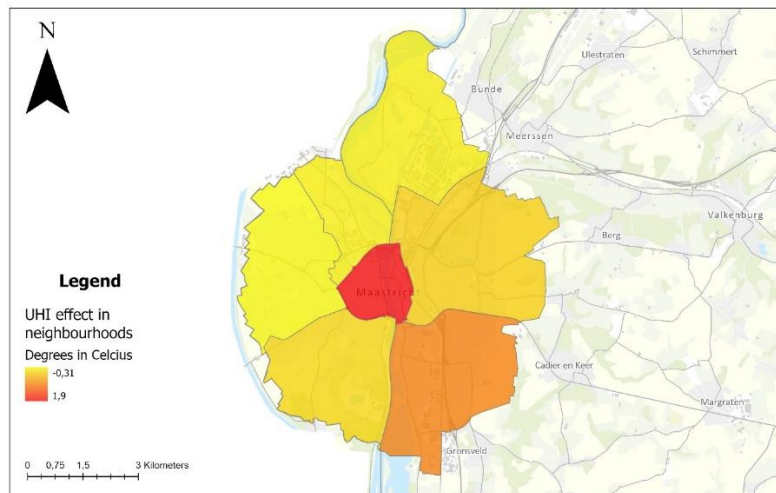 N
Ulestraten
Schimmert
Bunde
Meerssen
Valkenburg
Berg
Maastricht
Cadier en Keer
Margraten
Gronsveld
Legend
UHI effect in
neighbourhoods
Degrees in Celcius
-0,31
1,9
0 0,75 1,5 3 Kilometers